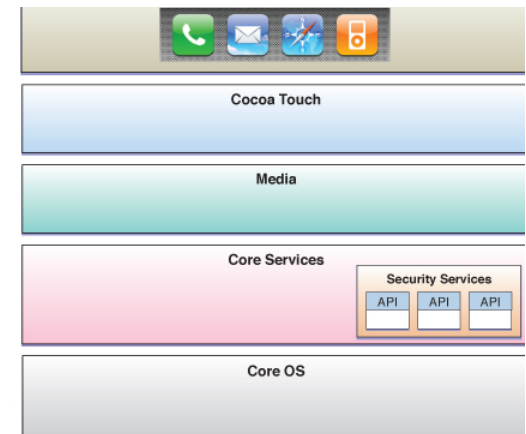 Cocoa Touch
Media
Core Services
Security Services
API API API
Core OS